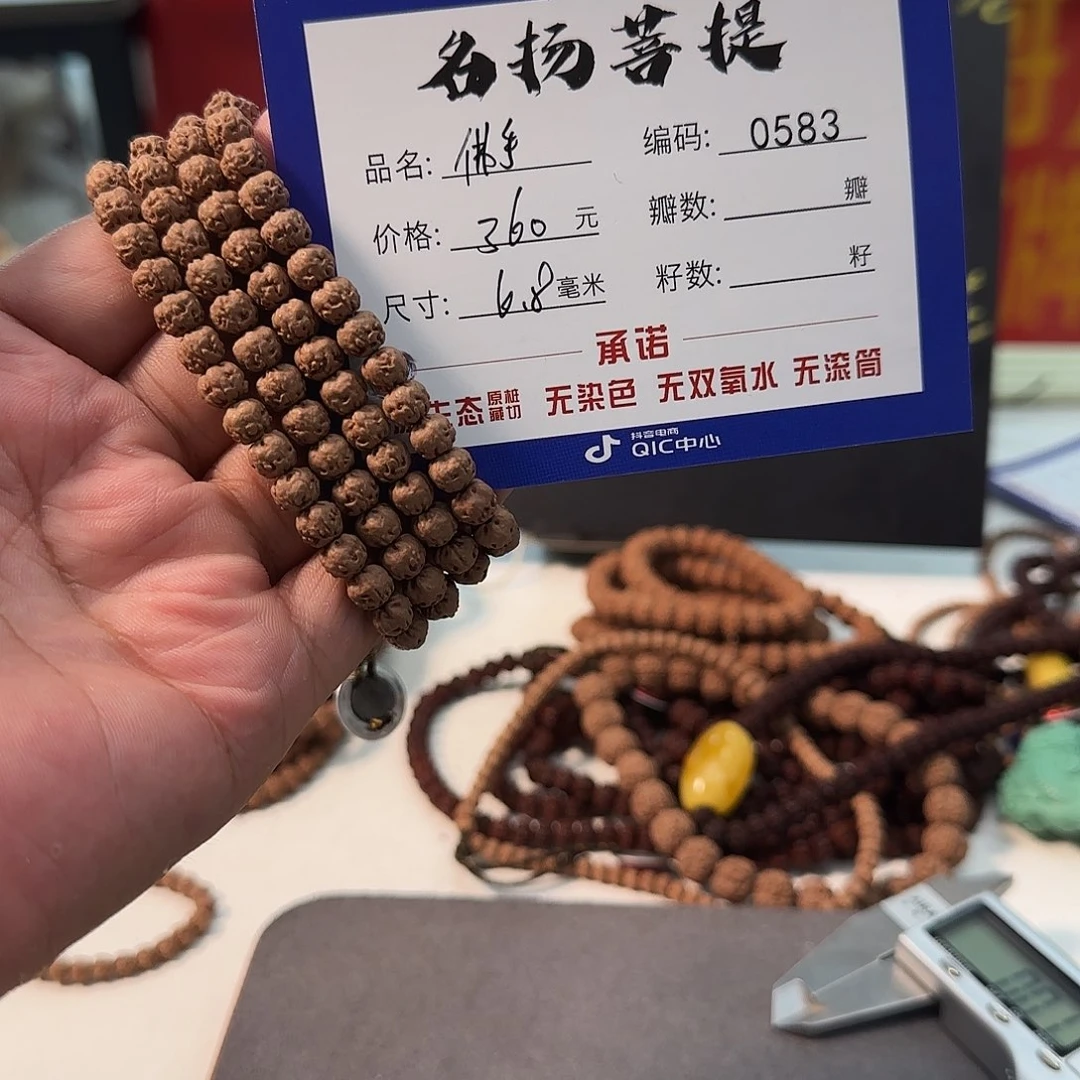 名扬菩提
品名: 佛手 编码: 0583
价格: 360 元 瓣数: 瓣
尺寸: 6.8 毫米 籽数: 籽
承诺
生态 原桩藏切 无染色 无双氧水 无滚筒
抖音电商
QIC中心